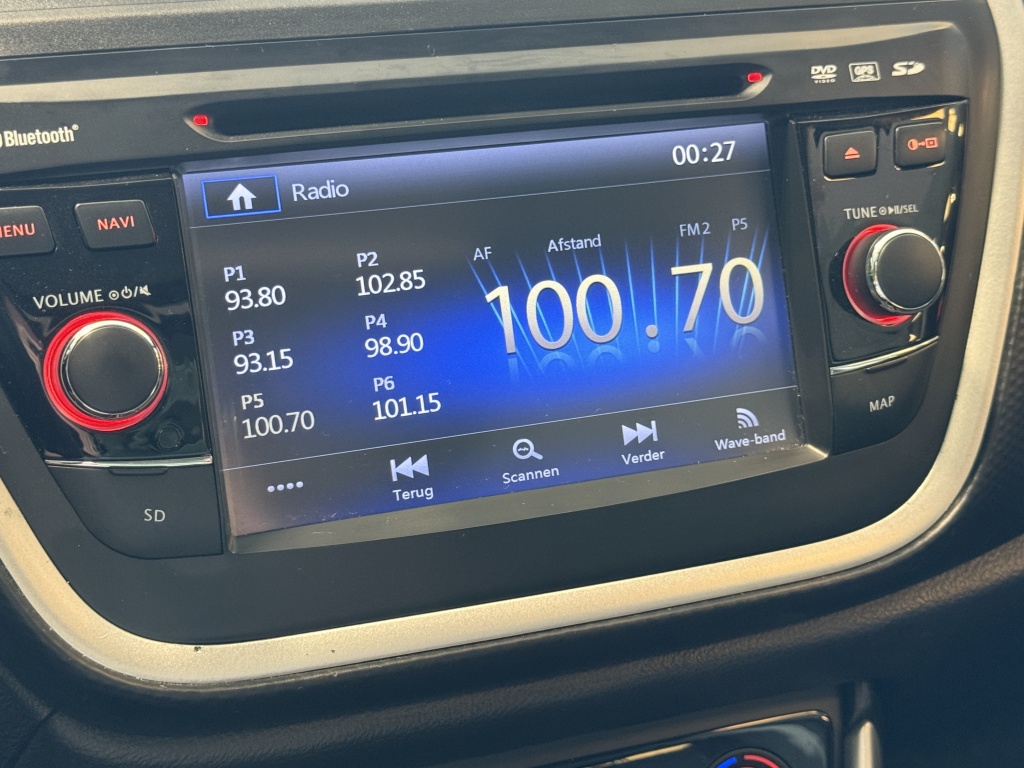 DVD VIDEO GPS SD
Bluetooth®
00:27
Radio
MENU NAVI
TUNE /SEL
AF Afstand FM2 P5
P1 P2
93.80 102.85
100.70
VOLUME
P3 P4
93.15 98.90
P5 P6
100.70 101.15
MAP
Terug Scannen Verder Wave-band
SD